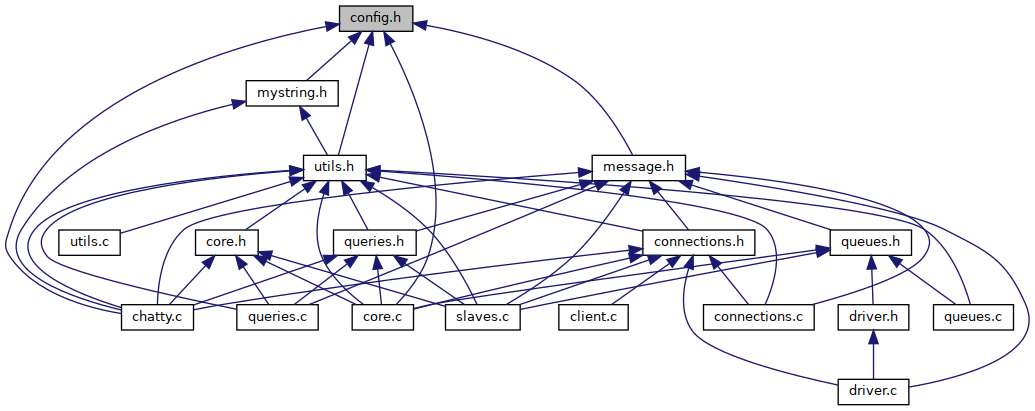 config.h
mystring.h
utils.h
message.h
utils.c
core.h
queries.h
connections.h
queues.h
chatty.c
queries.c
core.c
slaves.c
client.c
connections.c
driver.h
queues.c
driver.c